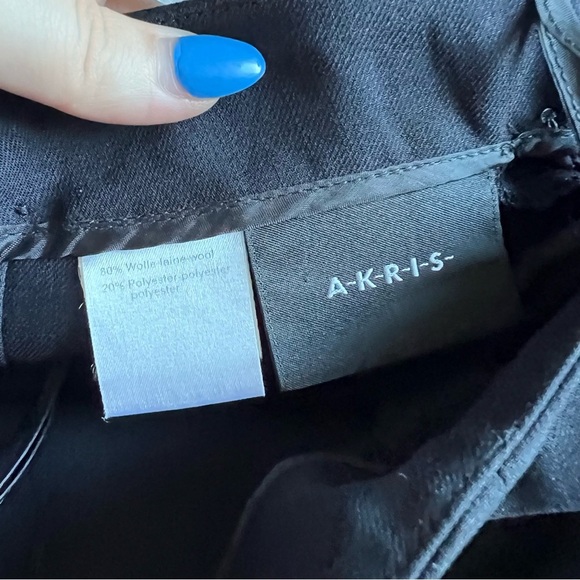 80% Wolle-laine-wool
20% Polyester-polyester
polyester
A-K-R-I-S-